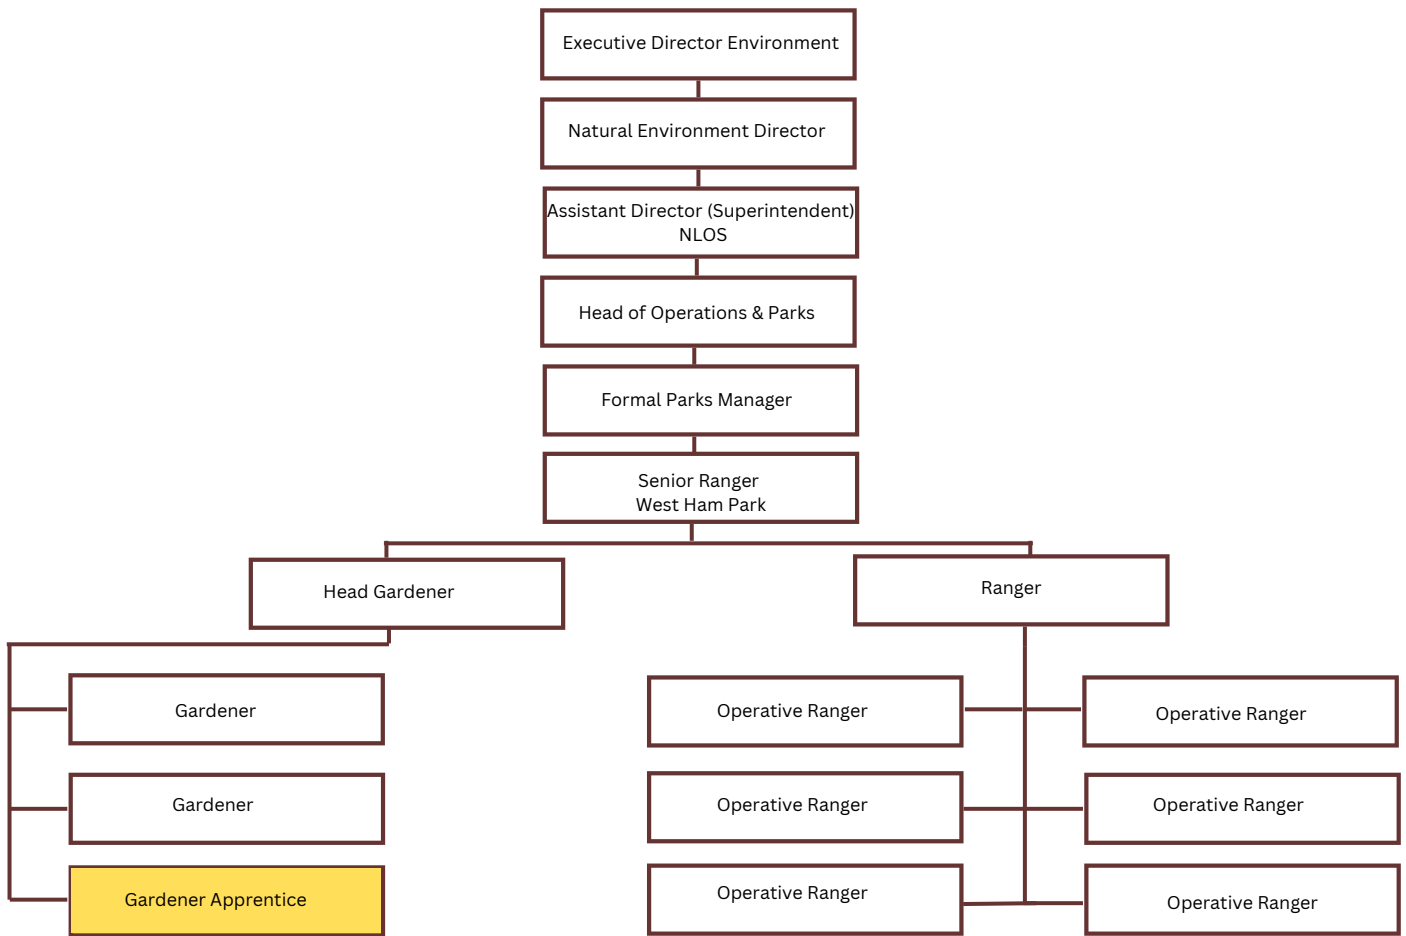 Executive Director Environment
Natural Environment Director
Assistant Director (Superintendent)
NLOS
Head of Operations & Parks
Formal Parks Manager
Senior Ranger
West Ham Park
Head Gardener
Ranger
Gardener
Gardener
Gardener Apprentice
Operative Ranger
Operative Ranger
Operative Ranger
Operative Ranger
Operative Ranger
Operative Ranger